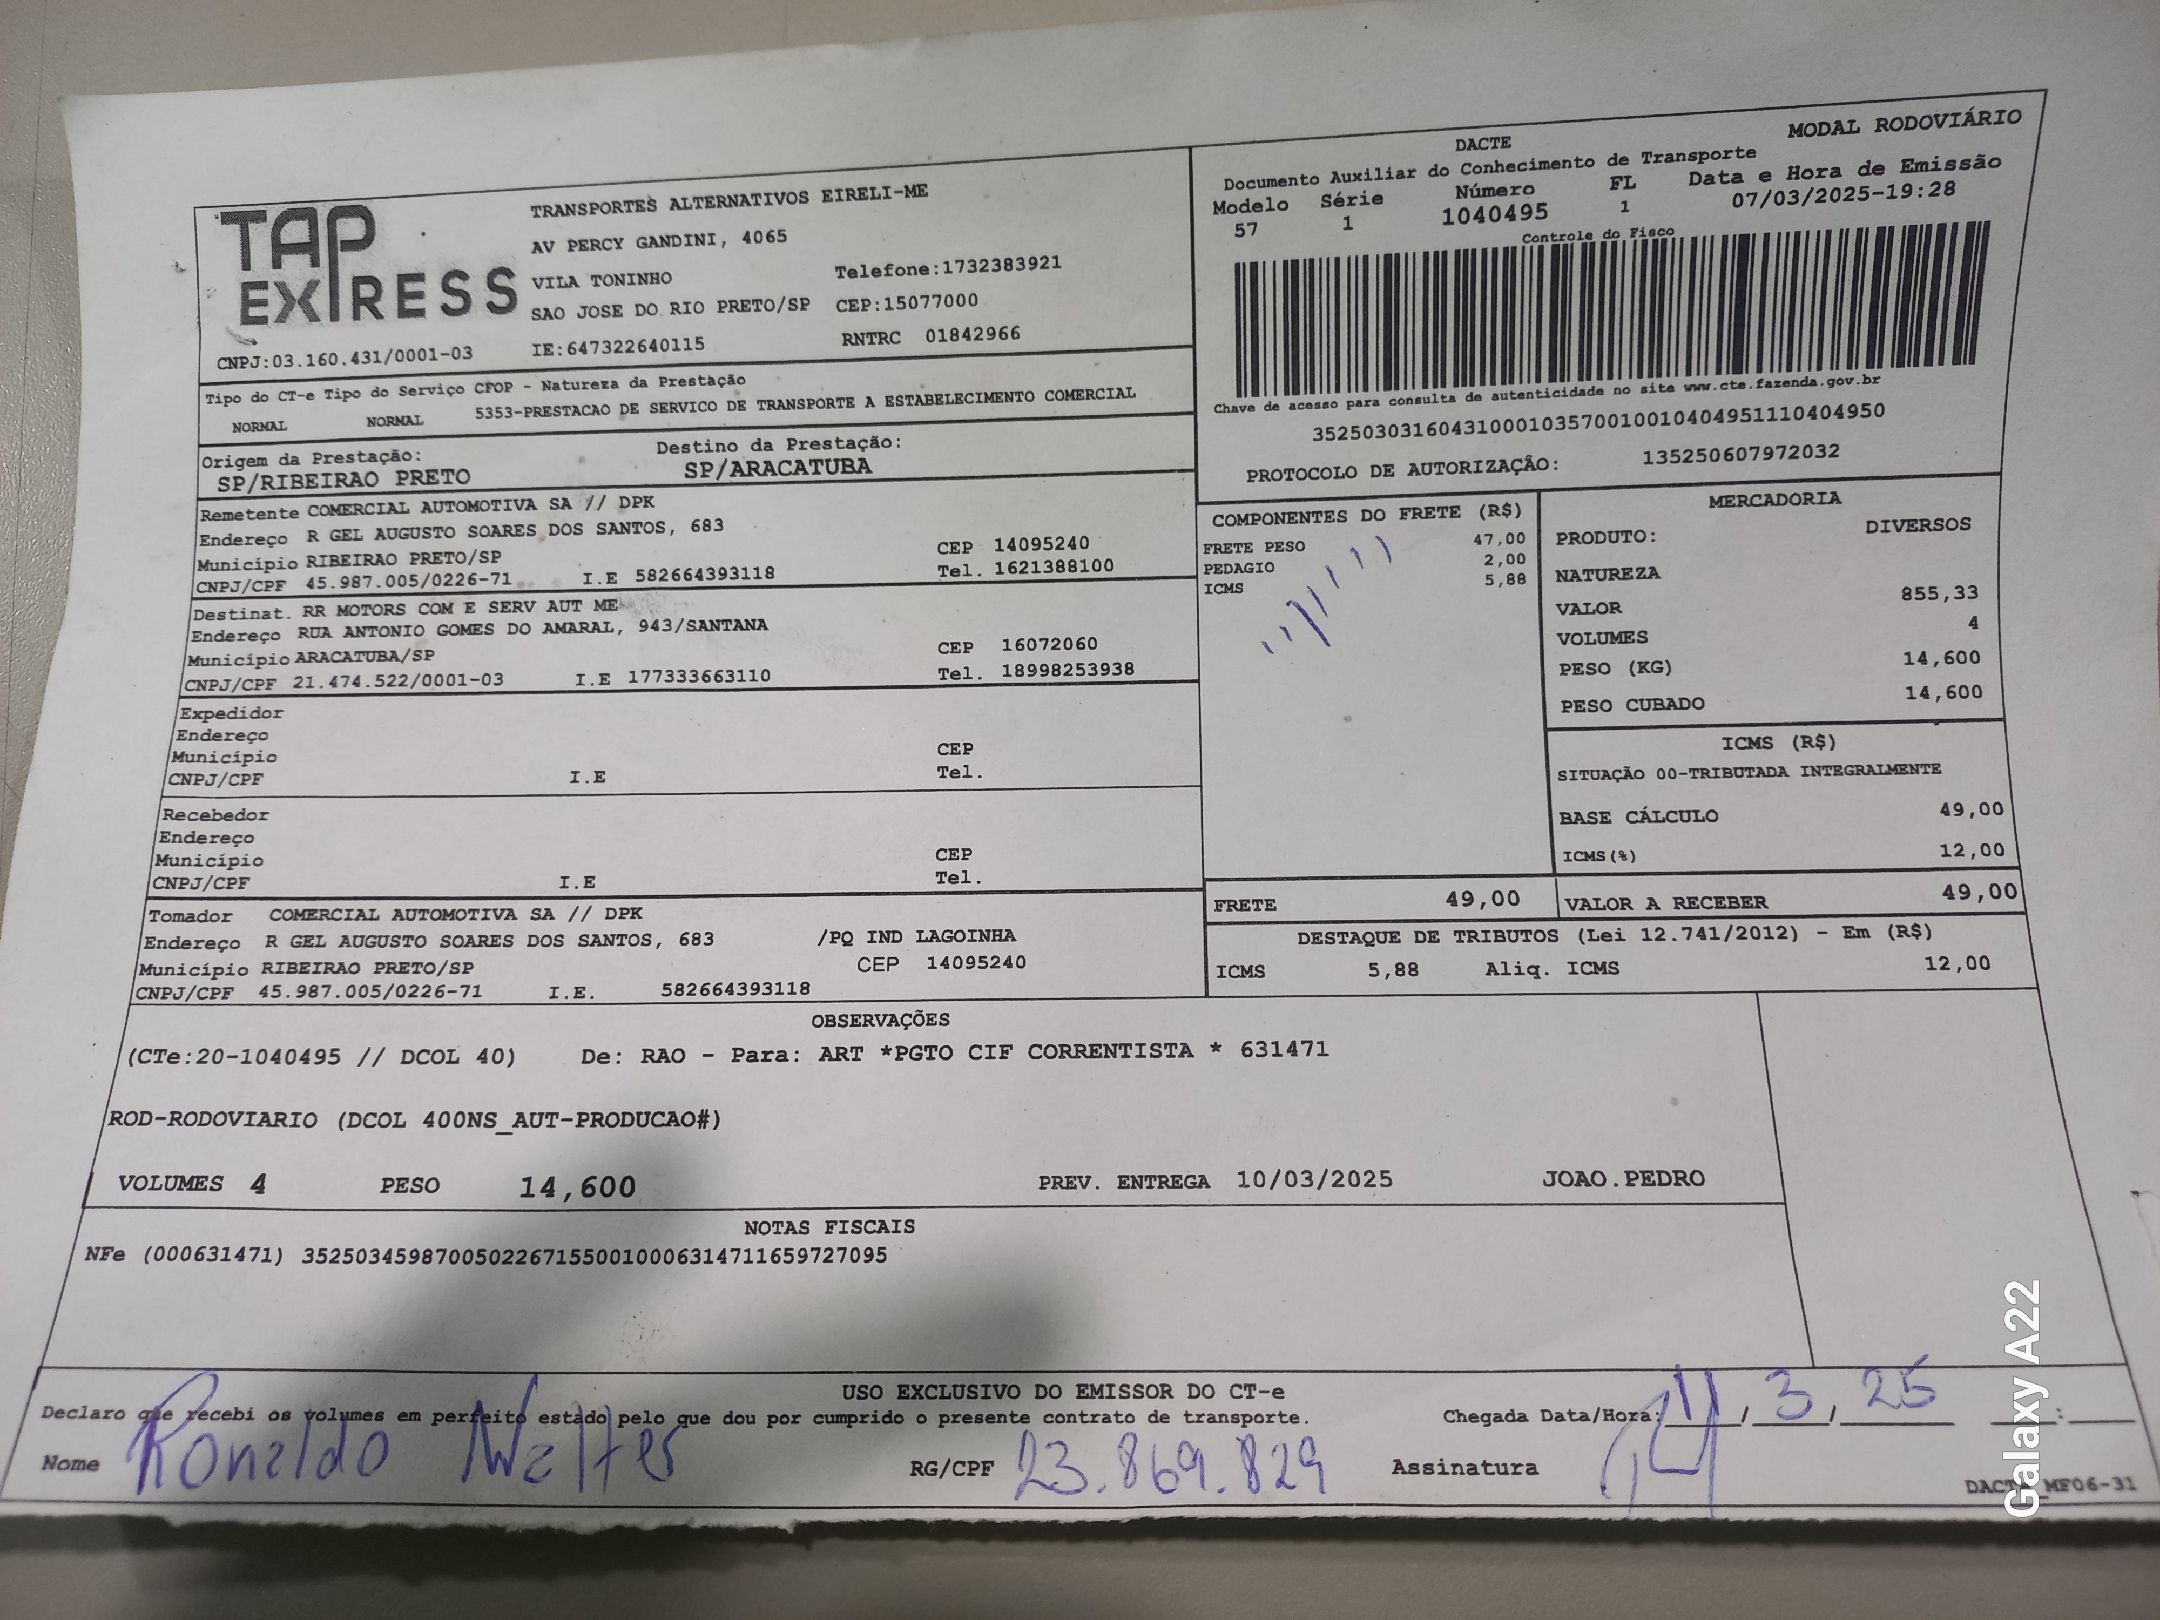 TAP EXPRESS
TRANSPORTES ALTERNATIVOS EIRELI-ME
AV PERCY GANDINI, 4065
VILA TONINHO Telefone:1732383921
SAO JOSE DO RIO PRETO/SP CEP:15077000
CNPJ:03.160.431/0001-03 IE:647322640115 RNTRC 01842966
MODAL RODOVIÁRIO
DACTE
Documento Auxiliar do Conhecimento de Transporte
Modelo Série Número FL Data e Hora de Emissão
57 1 1040495 1 07/03/2025-19:28
Controle do Fisco
Chave de acesso para consulta de autenticidade no site www.cte.fazenda.gov.br
35250303160431000103570010010404951110404950
PROTOCOLO DE AUTORIZAÇÃO: 135250607972032
Tipo do CT-e Tipo do Serviço CFOP - Natureza da Prestação
NORMAL NORMAL 5353-PRESTACAO DE SERVICO DE TRANSPORTE A ESTABELECIMENTO COMERCIAL
Origem da Prestação: Destino da Prestação:
SP/RIBEIRAO PRETO SP/ARACATUBA
Remetente COMERCIAL AUTOMOTIVA SA // DPK
Endereço R GEL AUGUSTO SOARES DOS SANTOS, 683
Município RIBEIRAO PRETO/SP CEP 14095240
CNPJ/CPF 45.987.005/0226-71 I.E 582664393118 Tel. 1621388100
Destinat. RR MOTORS COM E SERV AUT ME
Endereço RUA ANTONIO GOMES DO AMARAL, 943/SANTANA
Município ARACATUBA/SP CEP 16072060
CNPJ/CPF 21.474.522/0001-03 I.E 177333663110 Tel. 18998253938
Expedidor
Endereço
Município CEP
CNPJ/CPF I.E Tel.
Recebedor
Endereço
Município CEP
CNPJ/CPF I.E Tel.
Tomador COMERCIAL AUTOMOTIVA SA // DPK
Endereço R GEL AUGUSTO SOARES DOS SANTOS, 683 /PQ IND LAGOINHA
Município RIBEIRAO PRETO/SP CEP 14095240
CNPJ/CPF 45.987.005/0226-71 I.E. 582664393118
COMPONENTES DO FRETE (R$)
FRETE PESO 47,00
PEDAGIO 2,00
ICMS 5,88
MERCADORIA
PRODUTO: DIVERSOS
NATUREZA
VALOR 855,33
VOLUMES 4
PESO (KG) 14,600
PESO CUBADO 14,600
ICMS (R$)
SITUAÇÃO 00-TRIBUTADA INTEGRALMENTE
BASE CÁLCULO 49,00
ICMS(%) 12,00
FRETE 49,00 VALOR A RECEBER 49,00
DESTAQUE DE TRIBUTOS (Lei 12.741/2012) - Em (R$)
ICMS 5,88 Aliq. ICMS 12,00
OBSERVAÇÕES
(CTe:20-1040495 // DCOL 40) De: RAO - Para: ART *PGTO CIF CORRENTISTA * 631471
ROD-RODOVIARIO (DCOL 400NS_AUT-PRODUCAO#)
VOLUMES 4 PESO 14,600 PREV. ENTREGA 10/03/2025 JOAO.PEDRO
NOTAS FISCAIS
NFe (000631471) 35250345987005022671550010006314711659727095
USO EXCLUSIVO DO EMISSOR DO CT-e
Declaro que recebi os volumes em perfeito estado pelo que dou por cumprido o presente contrato de transporte. Chegada Data/Hora: 11/3/25 :
Nome Ronaldo Walter RG/CPF 23.869.829 Assinatura
DACTE_MF06-31
Galaxy A22